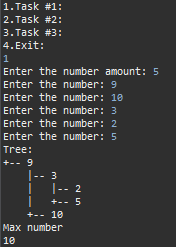 1.Task #1:
2.Task #2:
3.Task #3:
4.Exit:
1
Enter the number amount: 5
Enter the number: 9
Enter the number: 10
Enter the number: 3
Enter the number: 2
Enter the number: 5
Tree:
+-- 9
    |-- 3
    |   |-- 2
    |   +-- 5
    +-- 10
Max number
10